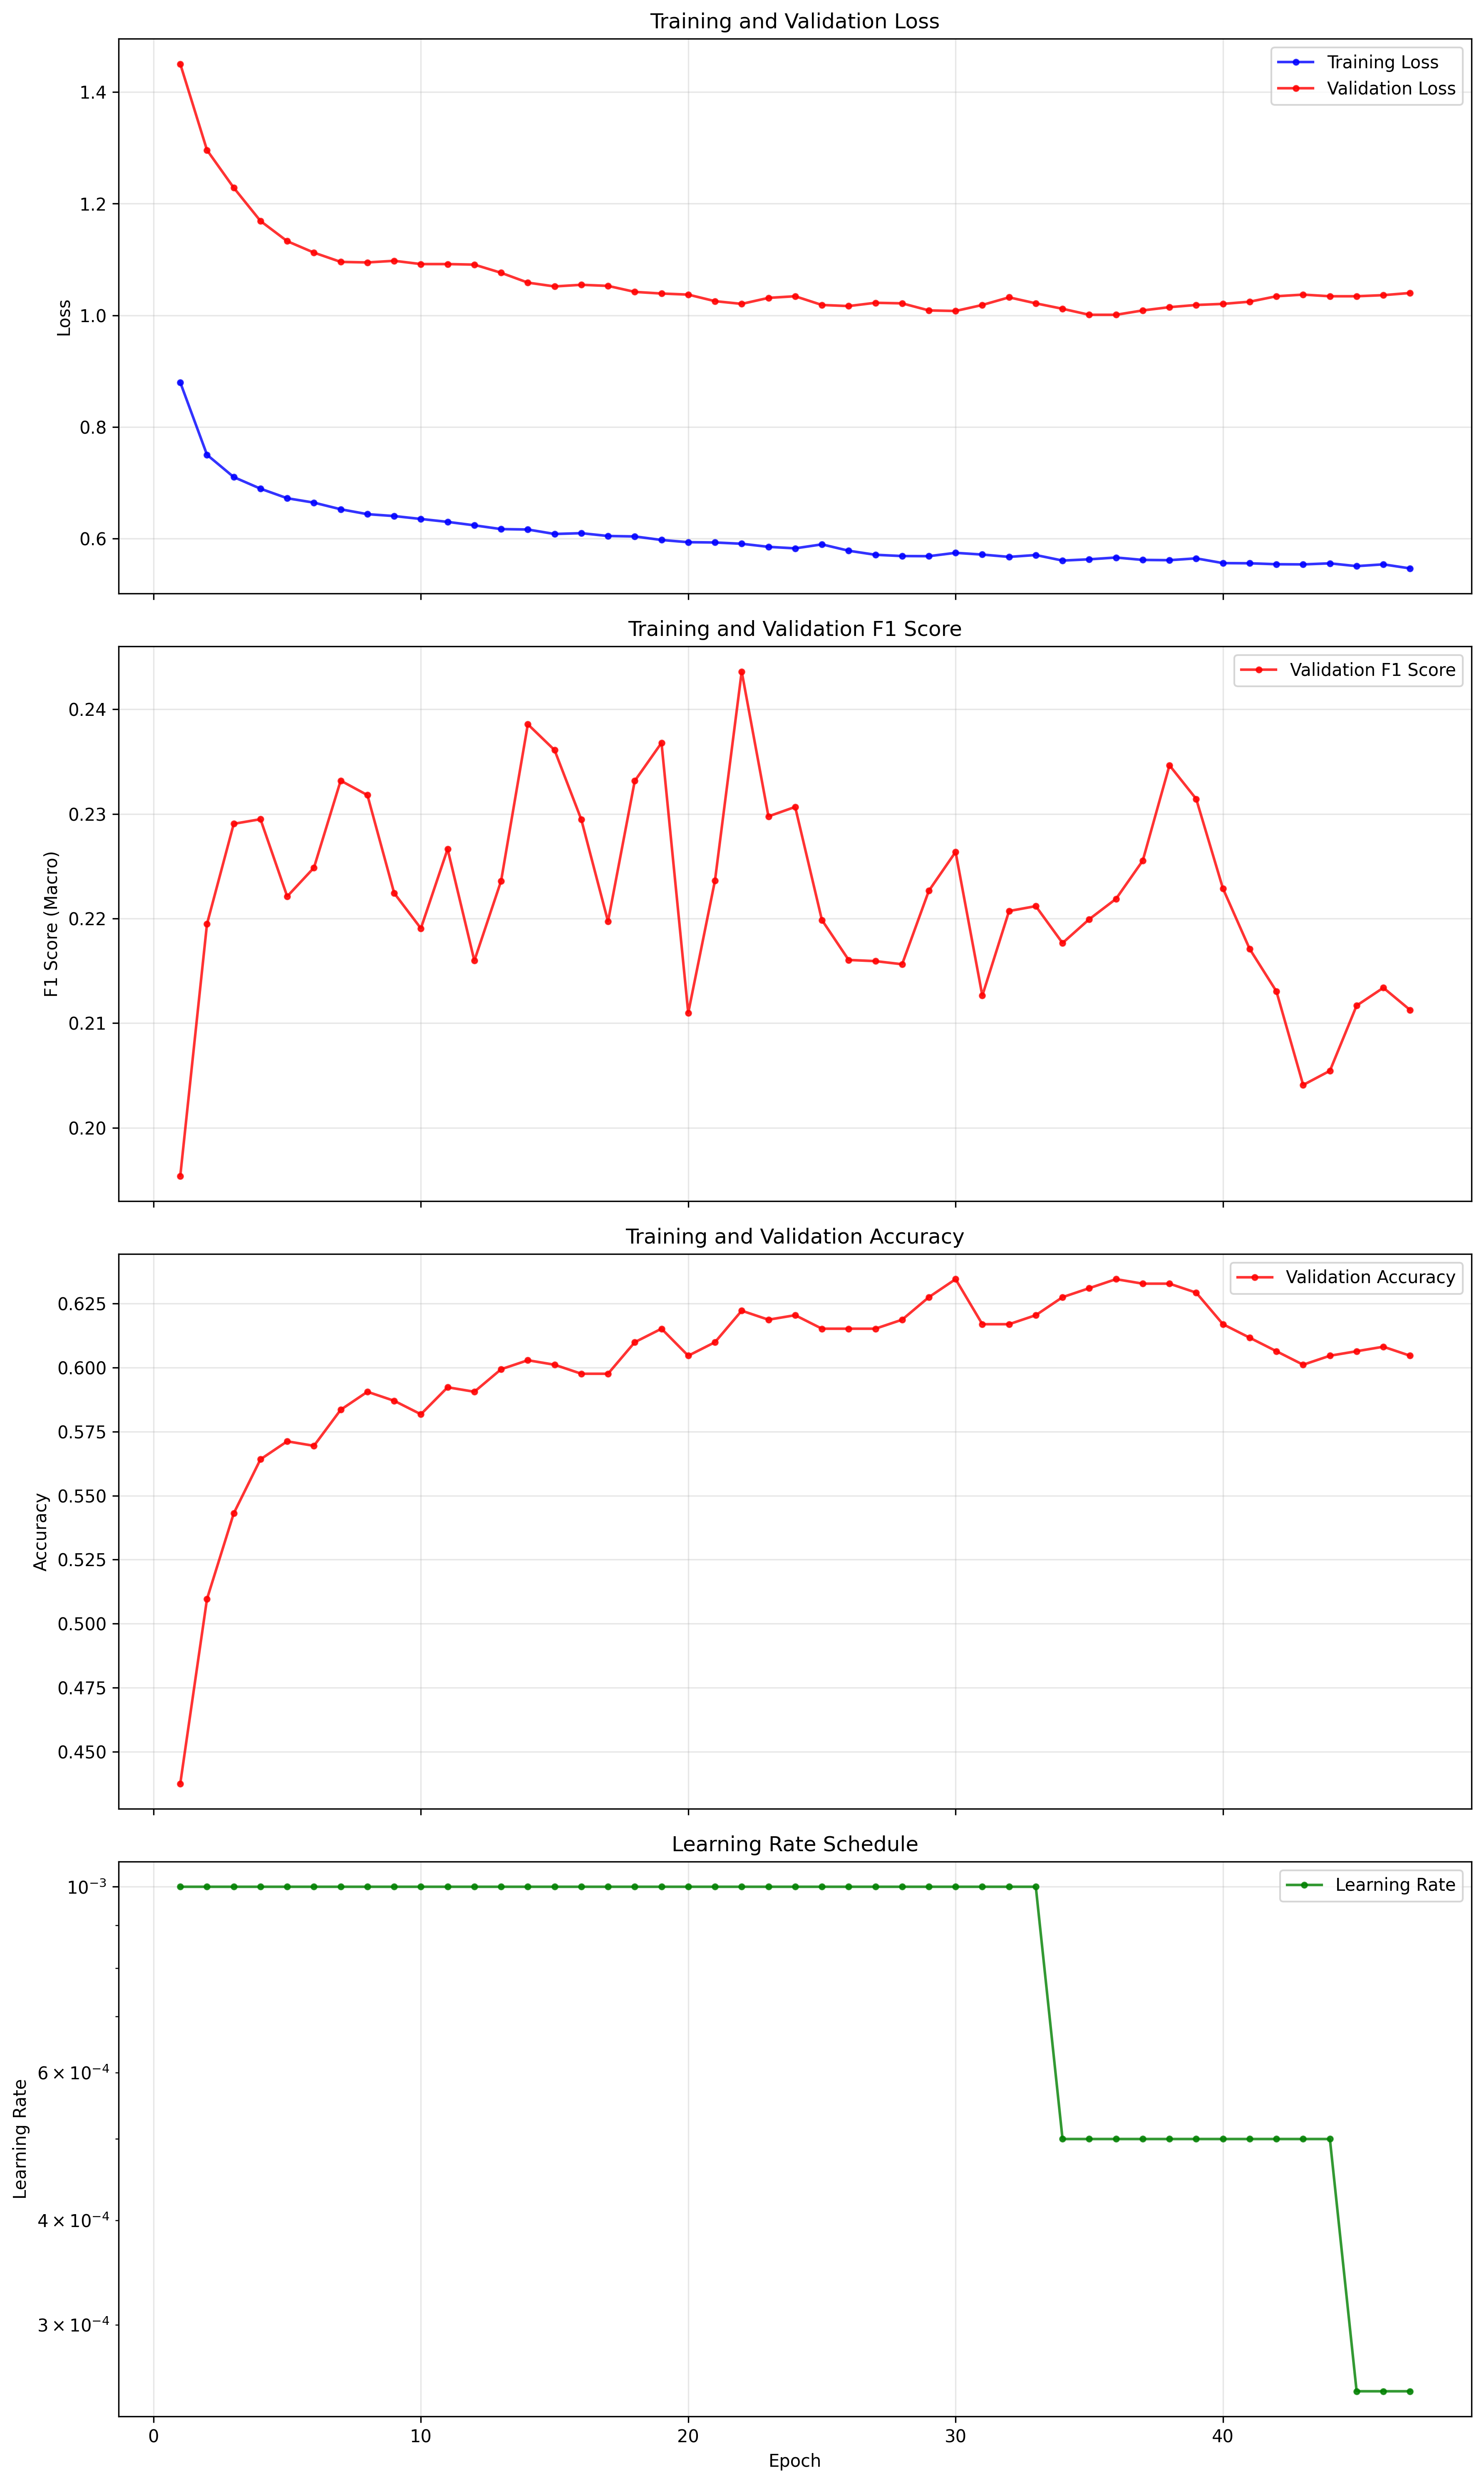 Training and Validation Loss
Training Loss
Validation Loss
1.4
1.2
1.0
0.8
0.6
Loss
Training and Validation F1 Score
Validation F1 Score
0.24
0.23
0.22
0.21
0.20
F1 Score (Macro)
Training and Validation Accuracy
Validation Accuracy
0.625
0.600
0.575
0.550
0.525
0.500
0.475
0.450
Accuracy
Learning Rate Schedule
Learning Rate
10⁻³
6 × 10⁻⁴
4 × 10⁻⁴
3 × 10⁻⁴
Learning Rate
0 10 20 30 40
Epoch